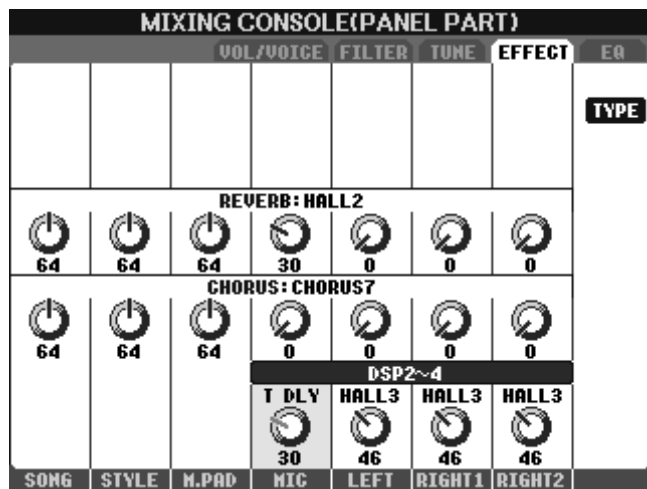 MIXING CONSOLE(PANEL PART)
VOL/VOICE FILTER TUNE EFFECT EQ
TYPE
REVERB:HALL2
64 64 64 30 0 0 0
CHORUS:CHORUS7
64 64 64 0 0 0 0
DSP2~4
T DLY HALL3 HALL3 HALL3
30 46 46 46
SONG STYLE M.PAD MIC LEFT RIGHT1 RIGHT2